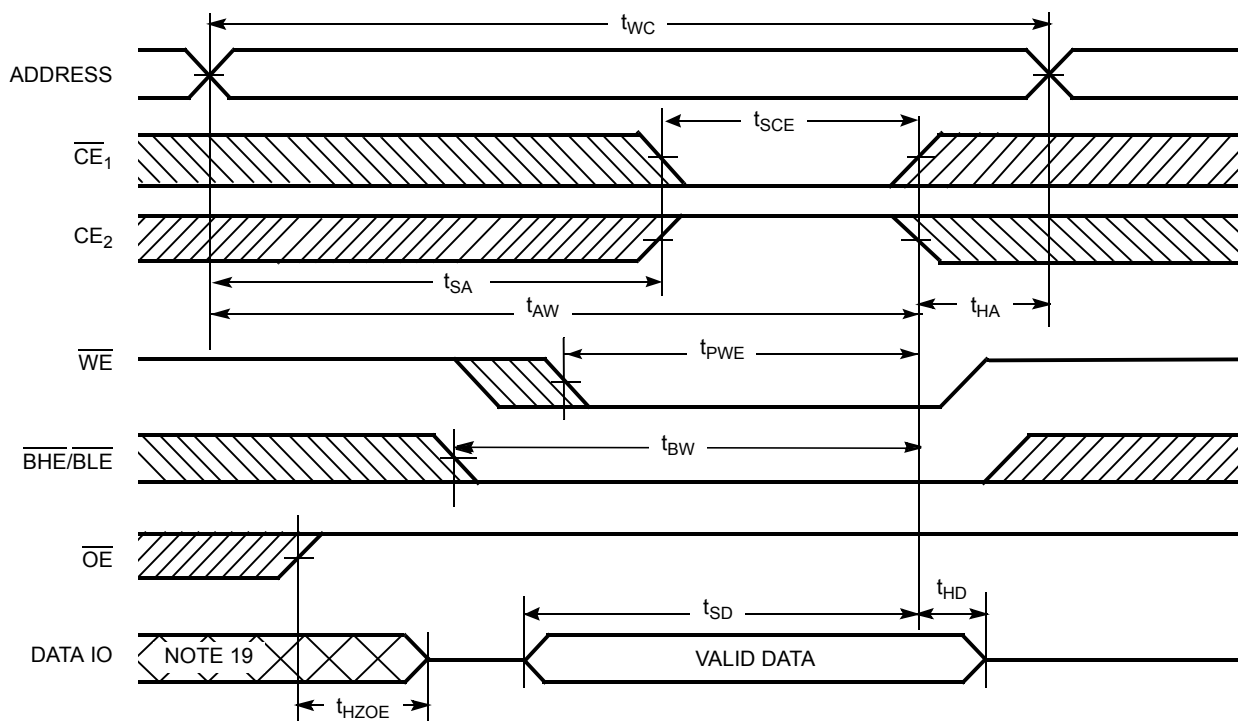 tWC
ADDRESS
tSCE
CE1
CE2
tSA
tAW
tHA
WE
tPWE
BHE/BLE
tBW
OE
tHD
tSD
DATA IO NOTE 19 VALID DATA
tHZOE